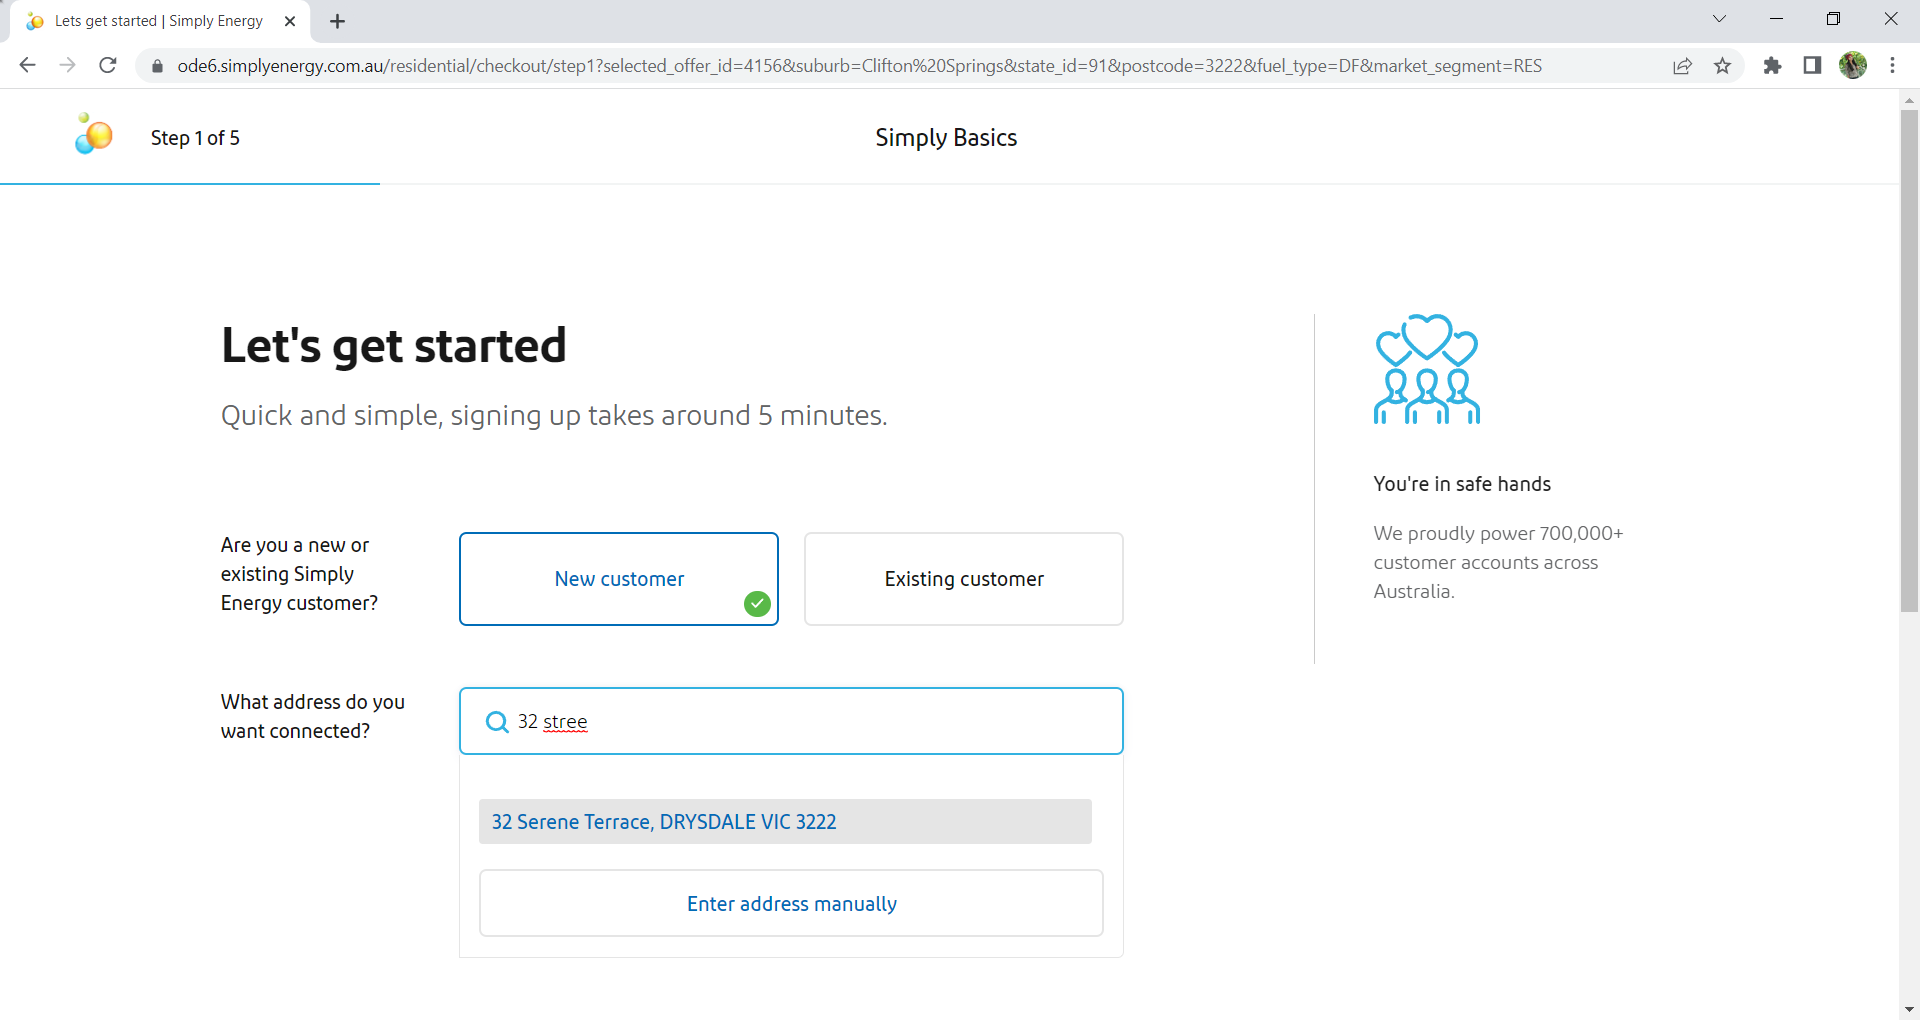 Lets get started | Simply Energy
ode6.simplyenergy.com.au/residential/checkout/step1?selected_offer_id=4156&suburb=Clifton%20Springs&state_id=91&postcode=3222&fuel_type=DF&market_segment=RES
Step 1 of 5
Simply Basics
Let's get started
Quick and simple, signing up takes around 5 minutes.
Are you a new or
existing Simply
Energy customer?
New customer
Existing customer
What address do you
want connected?
32 stree
32 Serene Terrace, DRYSDALE VIC 3222
Enter address manually
You're in safe hands
We proudly power 700,000+
customer accounts across
Australia.